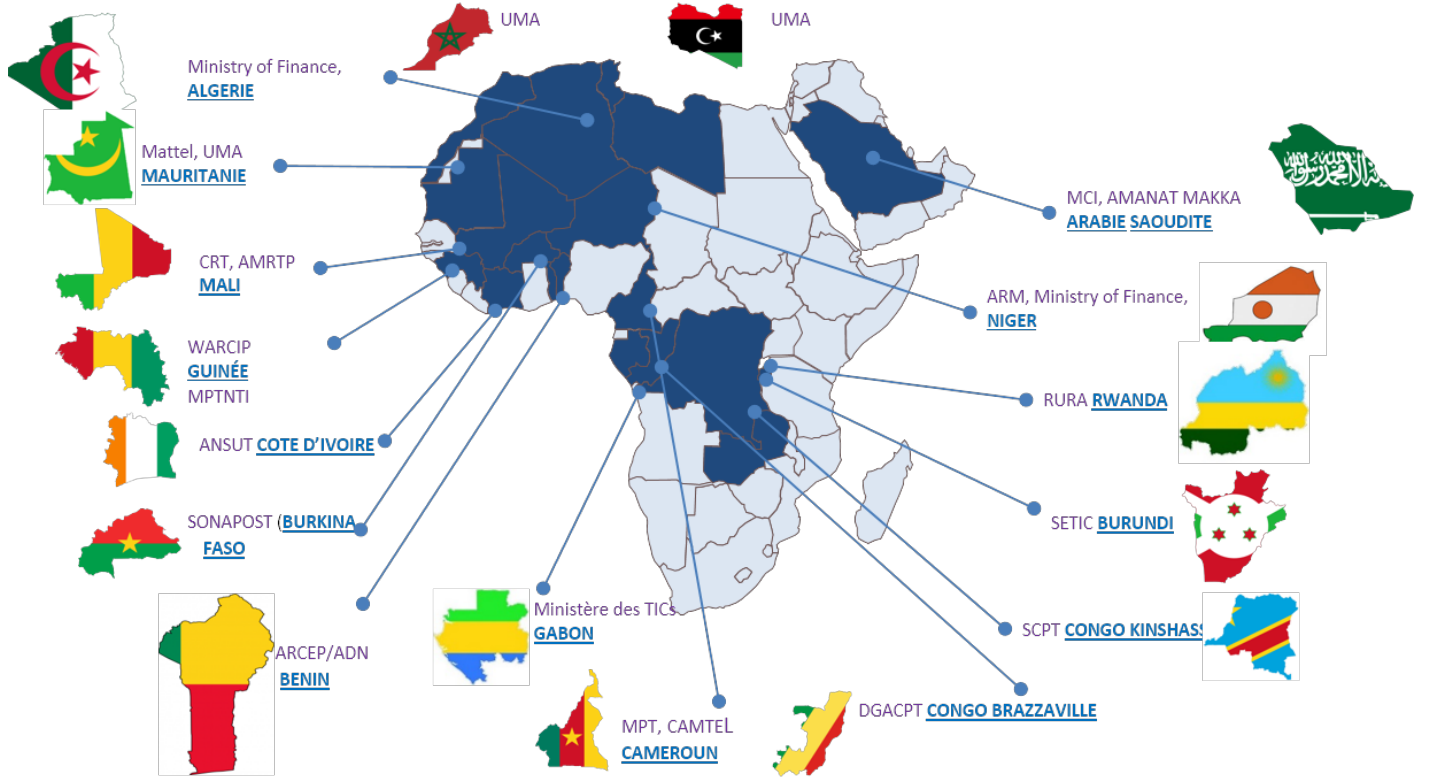 UMA
UMA
Ministry of Finance,
ALGERIE
Mattel, UMA
MAURITANIE
CRT, AMRTP
MALI
WARCIP
GUINÉE
MPTNTI
ANSUT COTE D'IVOIRE
SONAPOST (BURKINA
FASO
ARCEP/ADN
BENIN
Ministère des TICs
GABON
MPT, CAMTEL
CAMEROUN
DGACPT CONGO BRAZZAVILLE
SCPT CONGO KINSHAS
SETIC BURUNDI
RURA RWANDA
ARM, Ministry of Finance,
NIGER
MCI, AMANAT MAKKA
ARABIE SAOUDITE